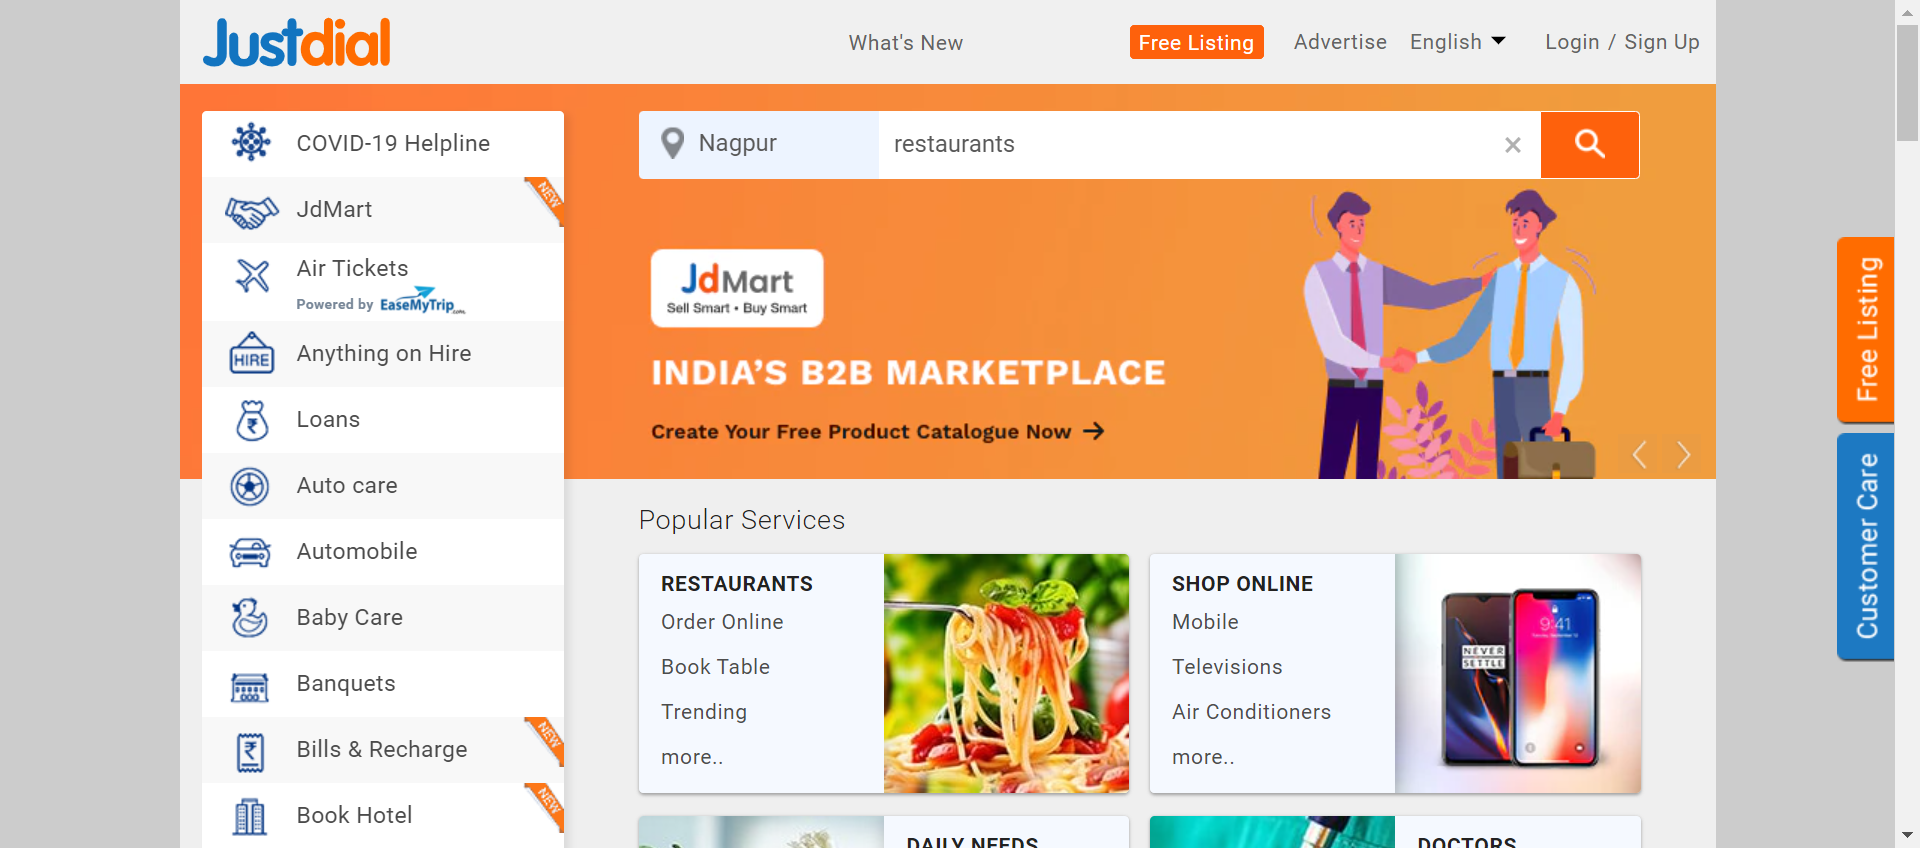 Justdial
What's New
Free Listing
Advertise
English
Login / Sign Up
COVID-19 Helpline
JdMart
NEW
Air Tickets
Powered by EaseMyTrip.com
Anything on Hire
HIRE
Loans
Auto care
Automobile
Baby Care
Banquets
Bills & Recharge
NEW
Book Hotel
NEW
Nagpur
restaurants
JdMart
Sell Smart • Buy Smart
INDIA'S B2B MARKETPLACE
Create Your Free Product Catalogue Now
Popular Services
RESTAURANTS
Order Online
Book Table
Trending
more..
SHOP ONLINE
Mobile
Televisions
Air Conditioners
more..
NEVER
SETTLE
9:41
DAILY NEEDS
DOCTORS
Free Listing
Customer Care